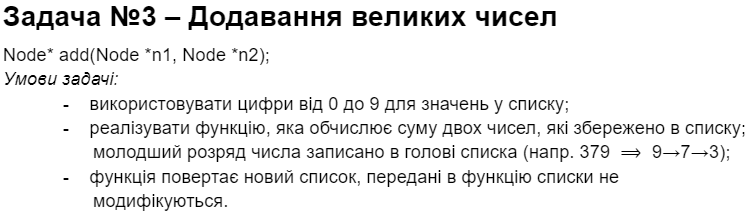 Задача №3 – Додавання великих чисел
Node* add(Node *n1, Node *n2);
Умови задачі:
- використовувати цифри від 0 до 9 для значень у списку;
- реалізувати функцію, яка обчислює суму двох чисел, які збережено в списку;
молодший розряд числа записано в голові списка (напр. 379 ⟹ 9→7→3);
- функція повертає новий список, передані в функцію списки не
модифікуються.